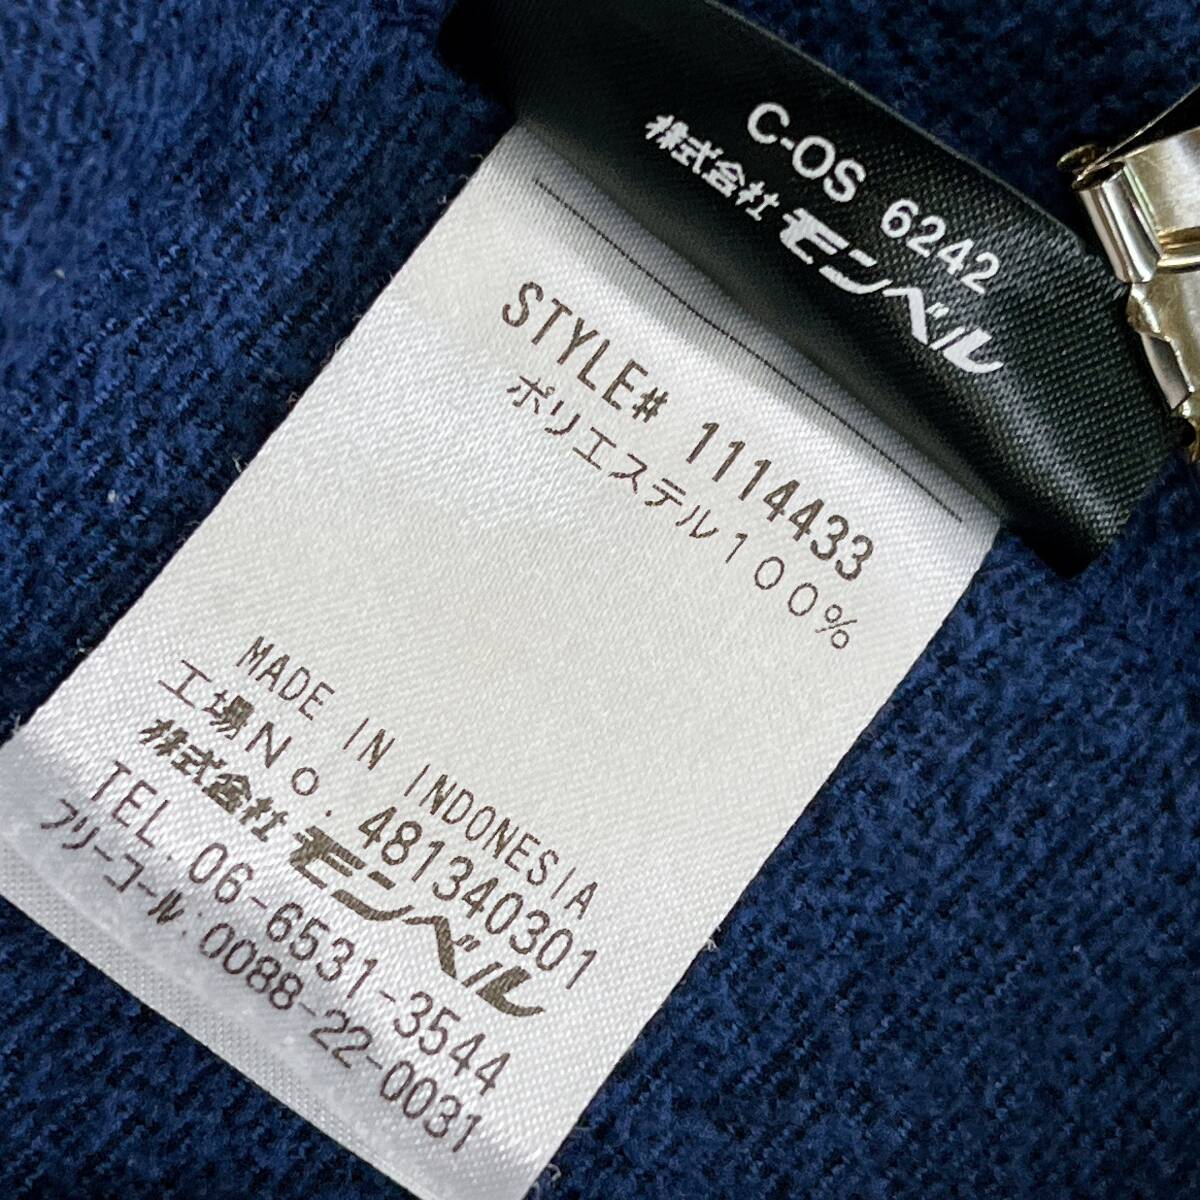 C-OS 6242
株式会社 モンベル
STYLE# 1114433
ポリエステル100%
MADE IN INDONESIA
工場No. 481340301
株式会社 モンベル
TEL.06-6531-3544
フリーコール:0088-22-0031